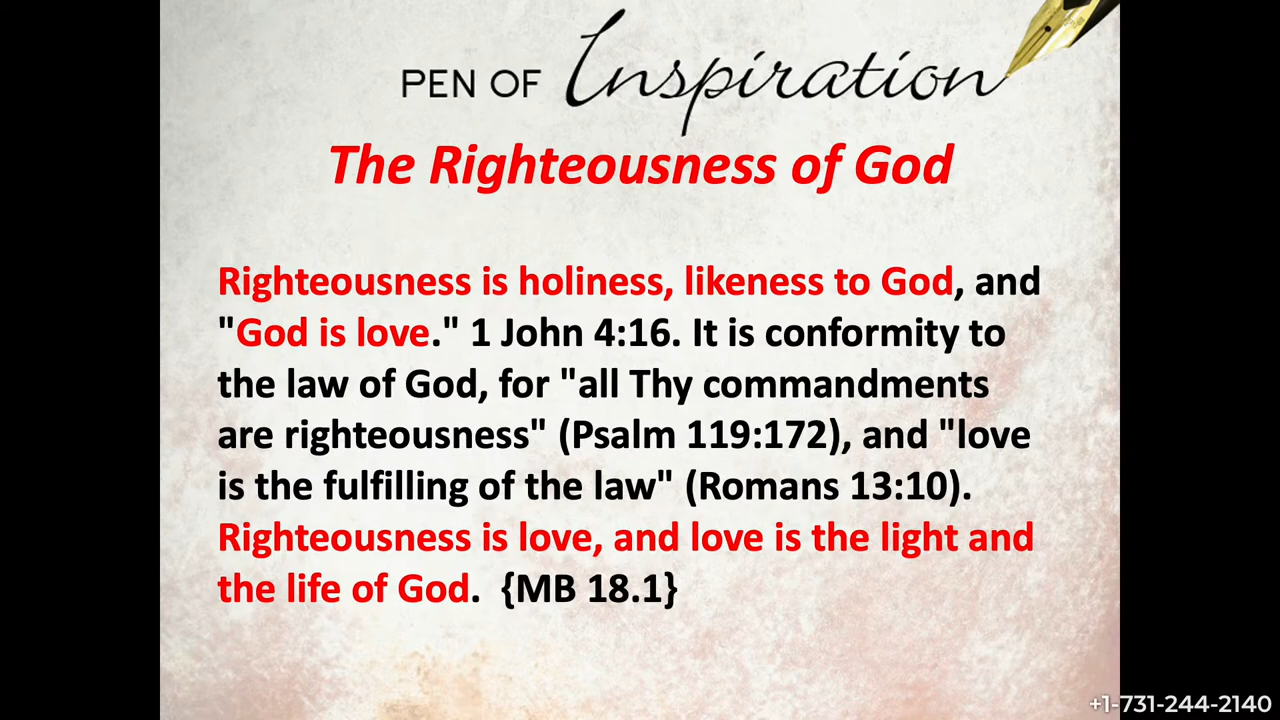 PEN OF Inspiration
The Righteousness of God
Righteousness is holiness, likeness to God, and
"God is love." 1 John 4:16. It is conformity to
the law of God, for "all Thy commandments
are righteousness" (Psalm 119:172), and "love
is the fulfilling of the law" (Romans 13:10).
Righteousness is love, and love is the light and
the life of God.  {MB 18.1}
+1-731-244-2140